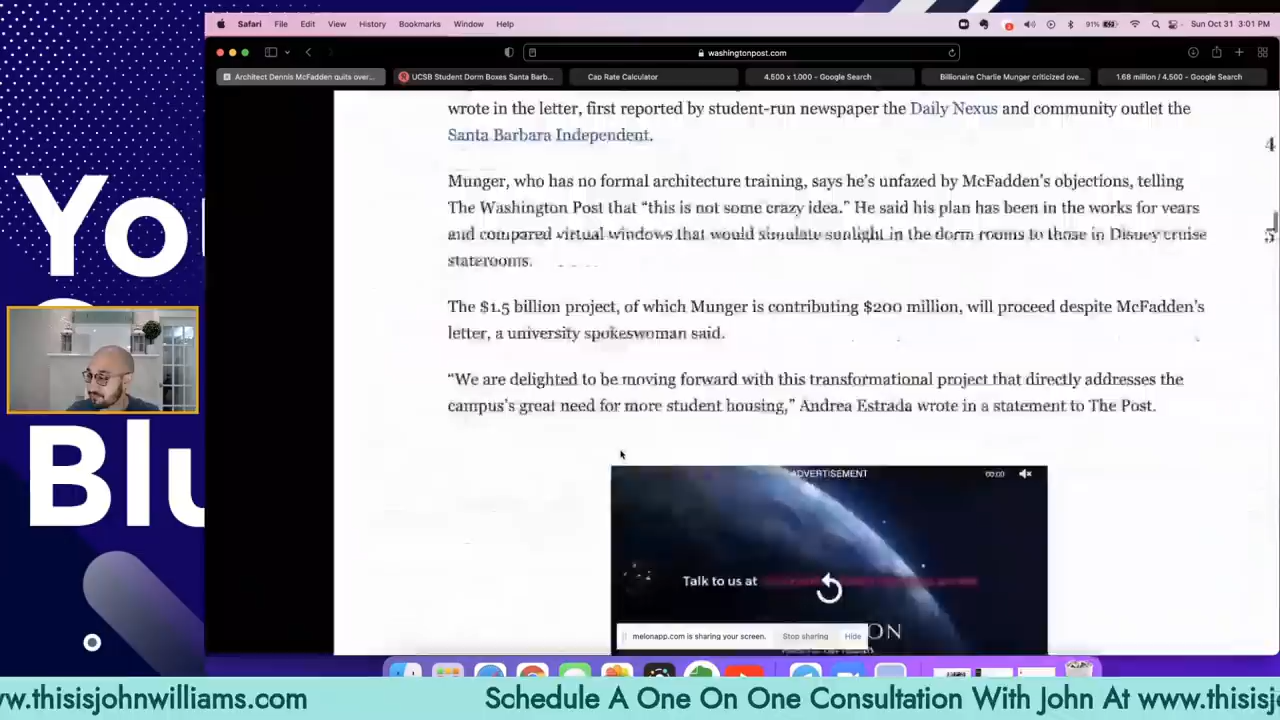 Safari File Edit View History Bookmarks Window Help 91% Sun Oct 31 3:01 PM
washingtonpost.com
Architect Dennis McFadden quits over... UCSB Student Dorm Boxes Santa Barb... Cap Rate Calculator 4,500 x 1,000 - Google Search Billionaire Charlie Munger criticized ove... 1.68 million / 4,500 - Google Search
wrote in the letter, first reported by student-run newspaper the Daily Nexus and community outlet the
Santa Barbara Independent.
4
Munger, who has no formal architecture training, says he's unfazed by McFadden's objections, telling
The Washington Post that “this is not some crazy idea.” He said his plan has been in the works for years
and compared virtual windows that would simulate sunlight in the dorm rooms to those in Disney cruise
staterooms.
5
The $1.5 billion project, of which Munger is contributing $200 million, will proceed despite McFadden's
letter, a university spokeswoman said.
“We are delighted to be moving forward with this transformational project that directly addresses the
campus's great need for more student housing,” Andrea Estrada wrote in a statement to The Post.
ADVERTISEMENT 00:00
Talk to us at
ON
melonapp.com is sharing your screen. Stop sharing Hide
Yo
Blu
w.thisisjohnwilliams.com Schedule A One On One Consultation With John At www.thisisj